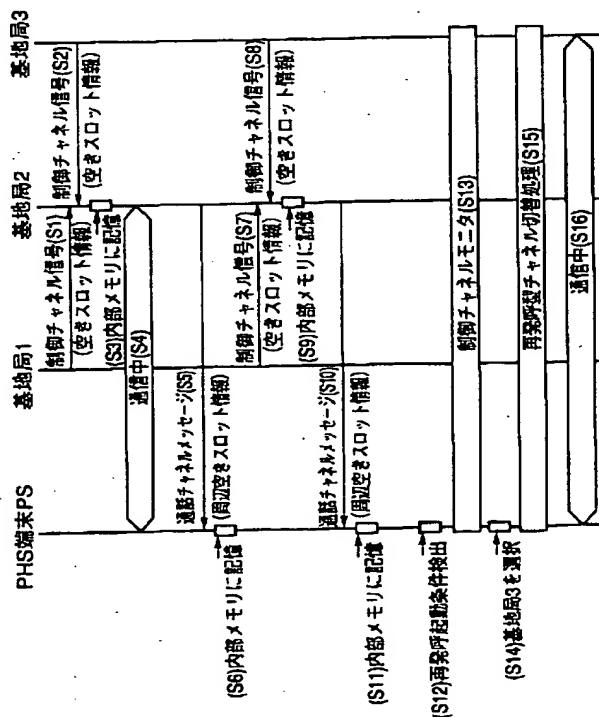 PHS端末PS
基地局1
基地局2
基地局3
制御チャネル信号(S1)
(空きスロット情報)
制御チャネル信号(S2)
(空きスロット情報)
(S3)内部メモリに記憶
通信中(S4)
通話チャネルメッセージ(S5)
(周辺空きスロット情報)
(S6)内部メモリに記憶
制御チャネル信号(S7)
(空きスロット情報)
制御チャネル信号(S8)
(空きスロット情報)
(S9)内部メモリに記憶
通話チャネルメッセージ(S10)
(周辺空きスロット情報)
(S11)内部メモリに記憶
(S12)再発呼起動条件検出
制御チャネルモニタ(S13)
(S14)基地局3を選択
再発呼型チャネル切替処理(S15)
通信中(S16)